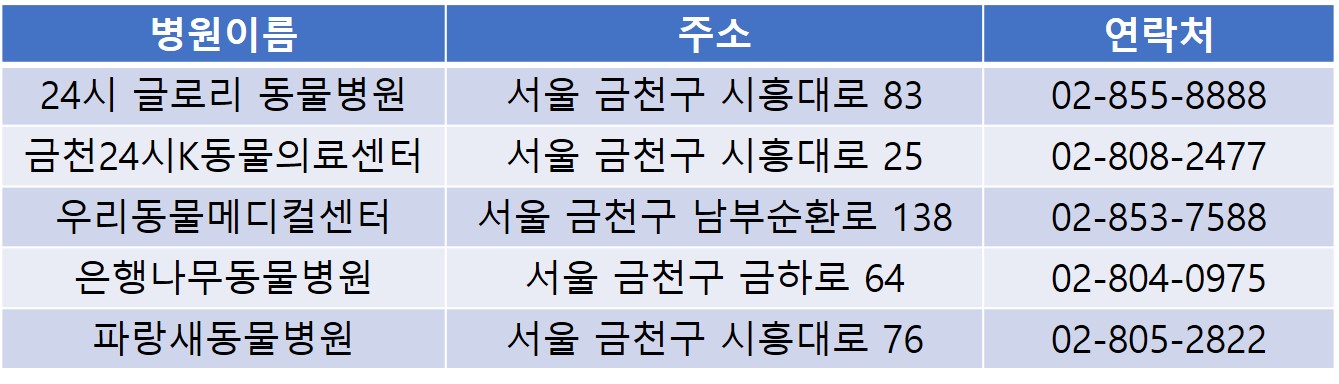 병원이름 주소 연락처
24시 글로리 동물병원 서울 금천구 시흥대로 83 02-855-8888
금천24시K동물의료센터 서울 금천구 시흥대로 25 02-808-2477
우리동물메디컬센터 서울 금천구 남부순환로 138 02-853-7588
은행나무동물병원 서울 금천구 금하로 64 02-804-0975
파랑새동물병원 서울 금천구 시흥대로 76 02-805-2822